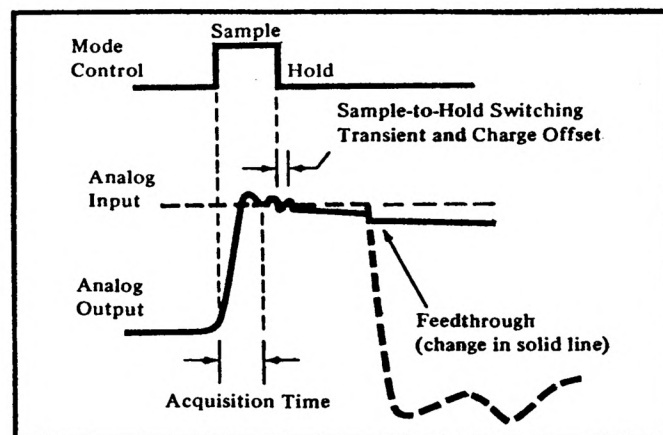 Sample
Mode
Control
Hold
Sample-to-Hold Switching
Transient and Charge Offset
Analog
Input
Analog
Output
Feedthrough
(change in solid line)
Acquisition Time